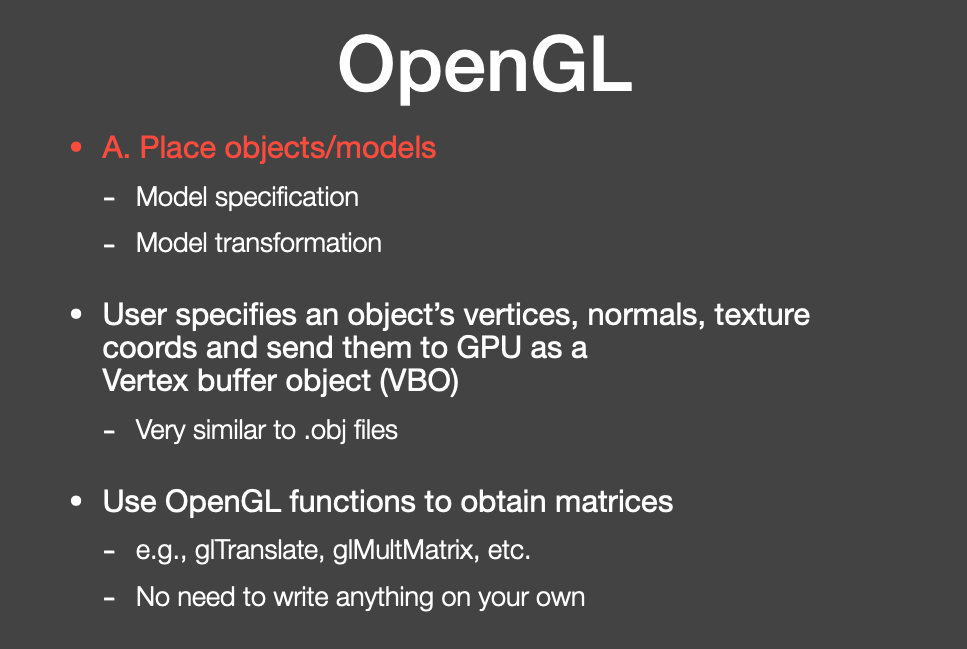 OpenGL
• A. Place objects/models
- Model specification
- Model transformation
• User specifies an object’s vertices, normals, texture
coords and send them to GPU as a
Vertex buffer object (VBO)
- Very similar to .obj files
• Use OpenGL functions to obtain matrices
- e.g., glTranslate, glMultMatrix, etc.
- No need to write anything on your own